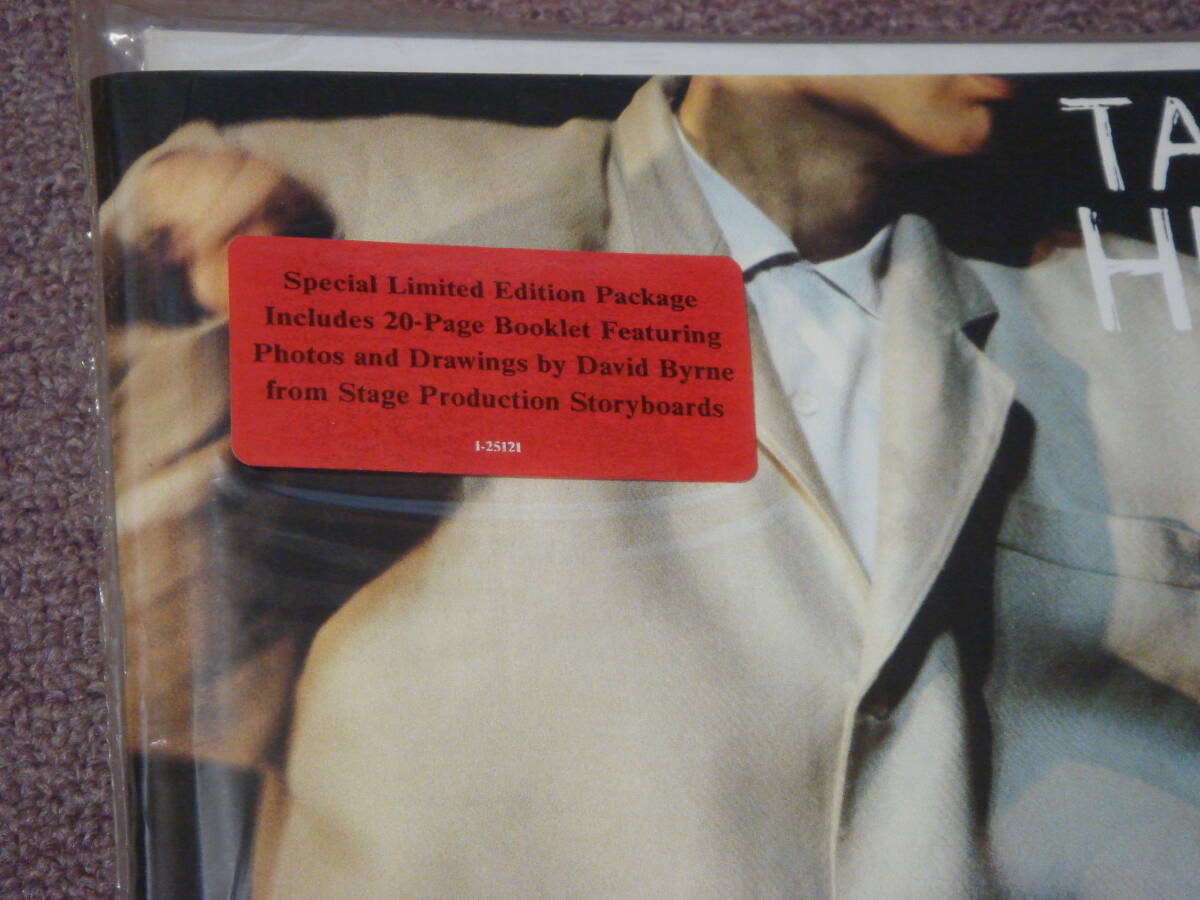 TA
H
Special Limited Edition Package
Includes 20-Page Booklet Featuring
Photos and Drawings by David Byrne
from Stage Production Storyboards
1-25121